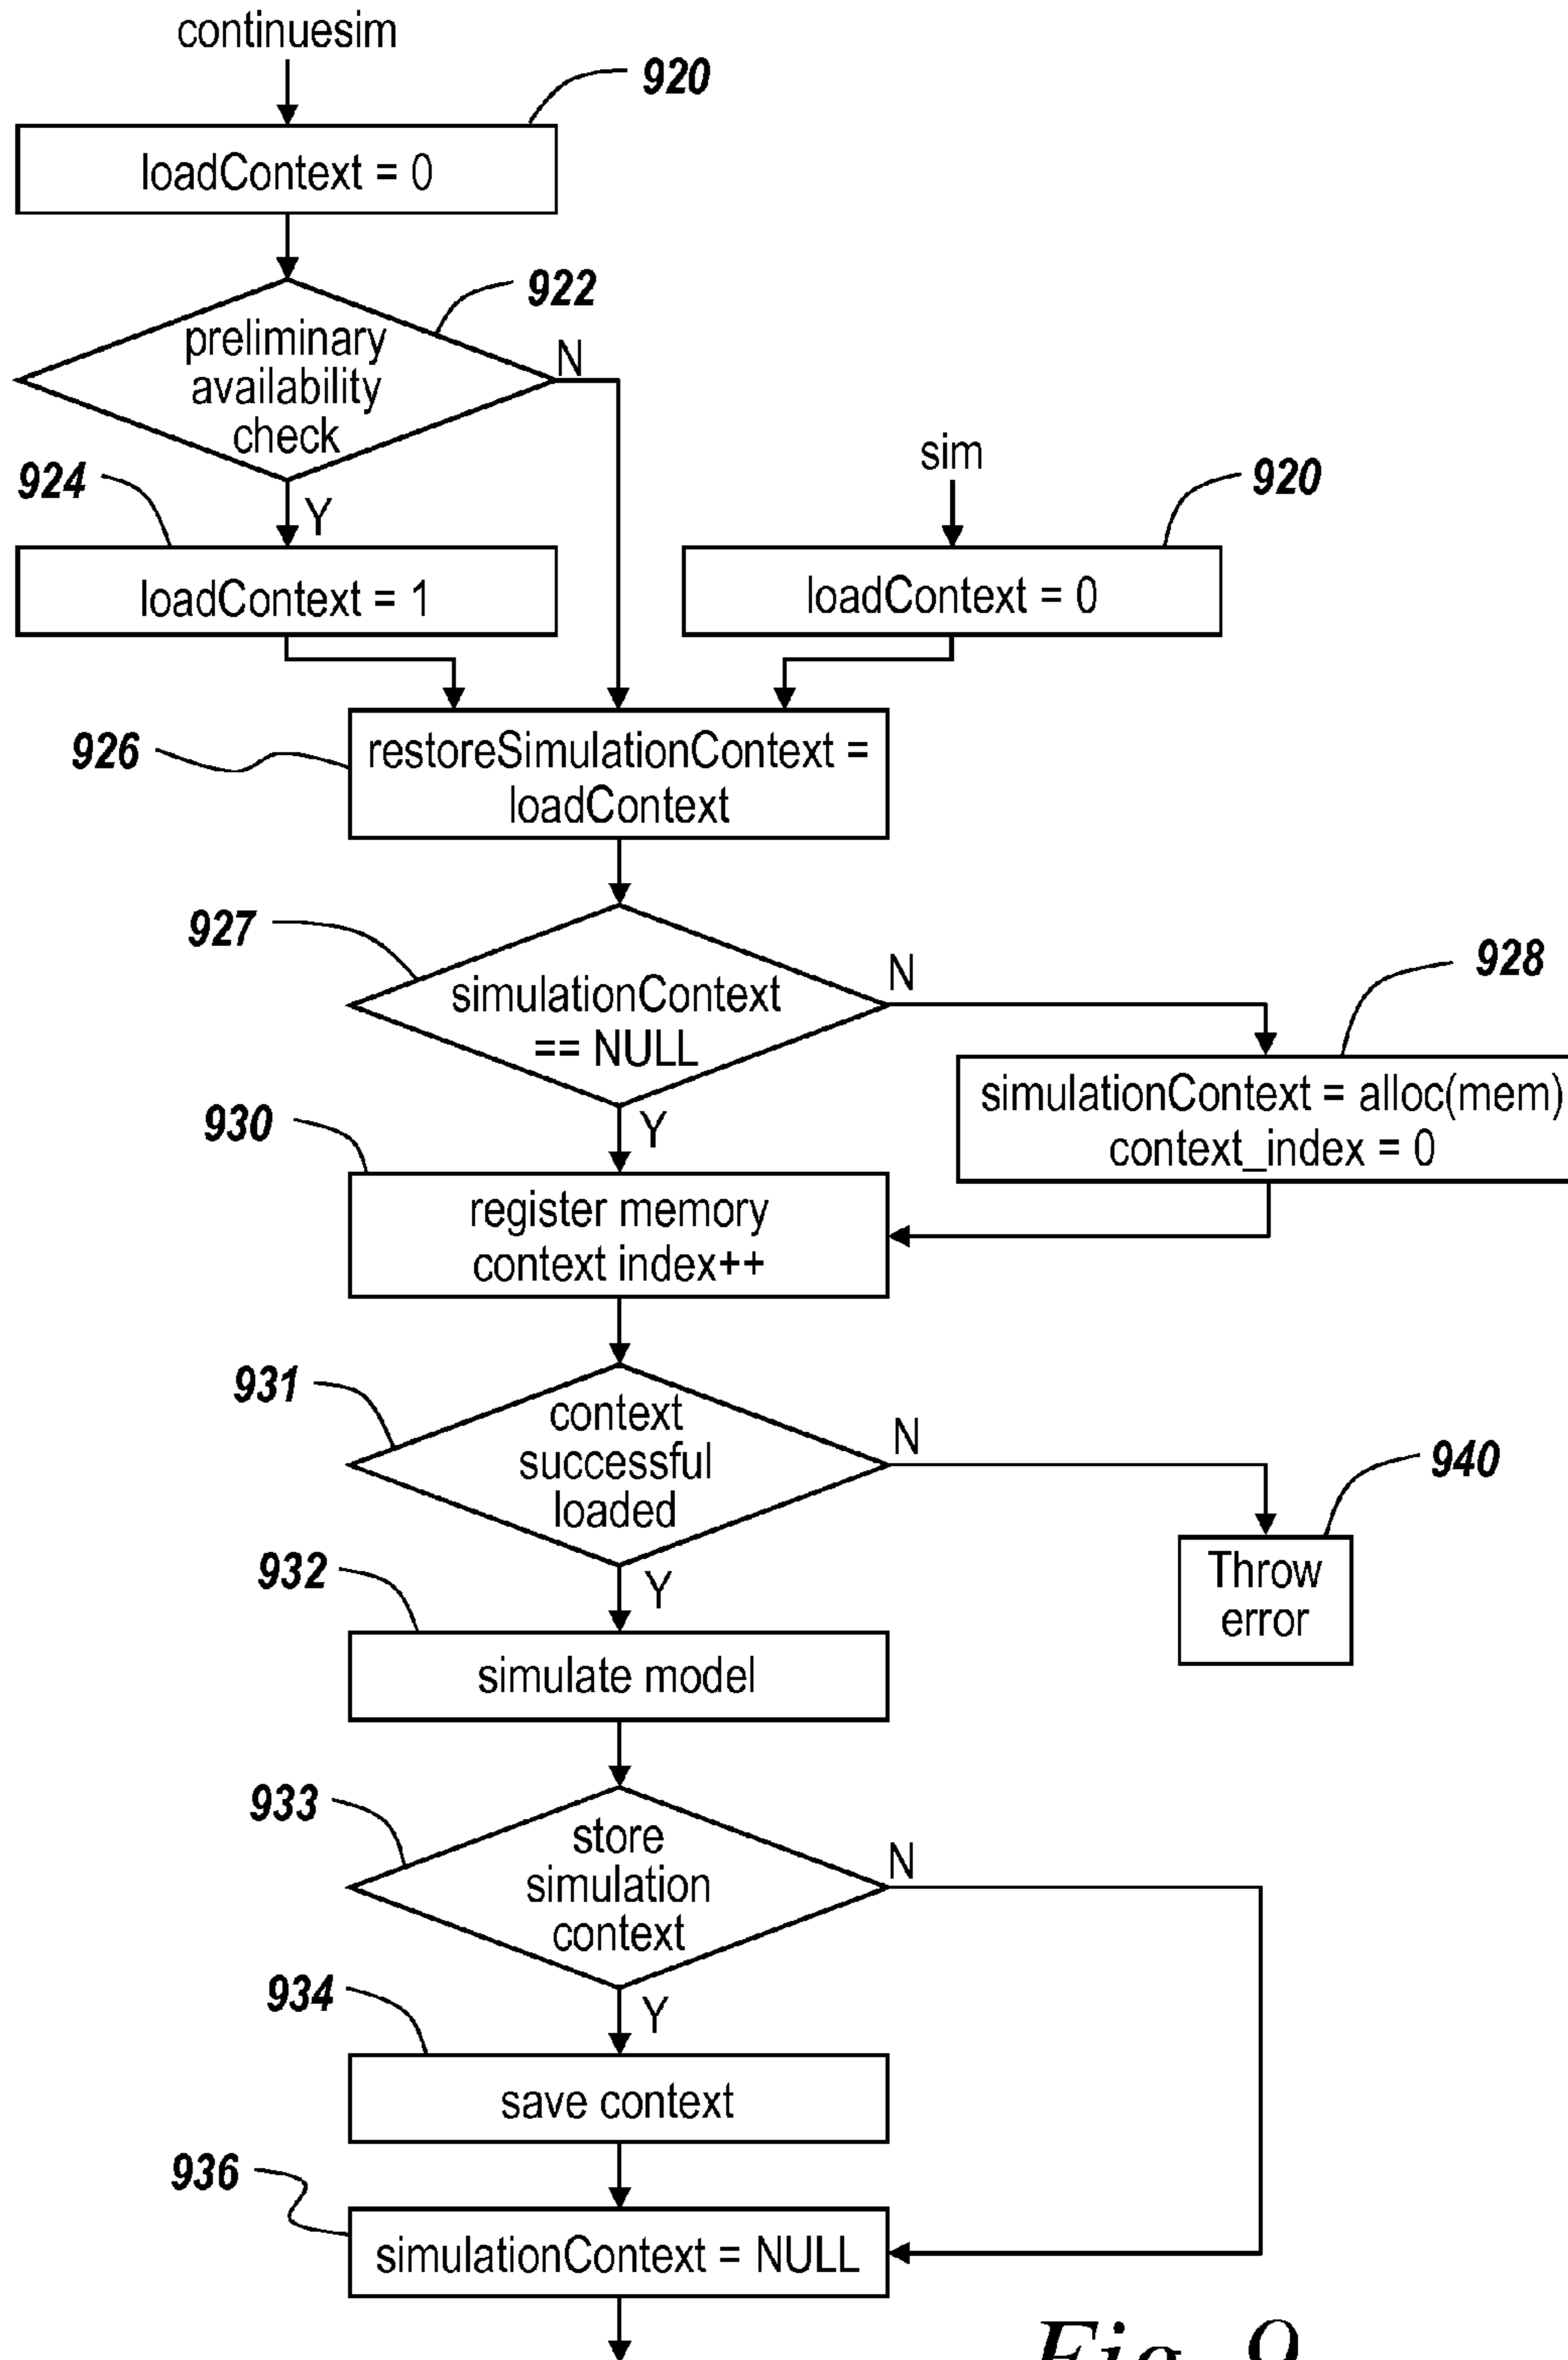 continuesim
920
loadContext = 0
922
preliminary
availability
check
N
924
Y
sim
920
loadContext = 1
loadContext = 0
926
restoreSimulationContext =
loadContext
927
simulationContext
== NULL
N
928
simulationContext = alloc(mem)
context_index = 0
930
Y
register memory
context index++
931
context
successful
loaded
N
940
Throw
error
932
Y
simulate model
933
store
simulation
context
N
934
Y
save context
936
simulationContext = NULL
Fig. 9